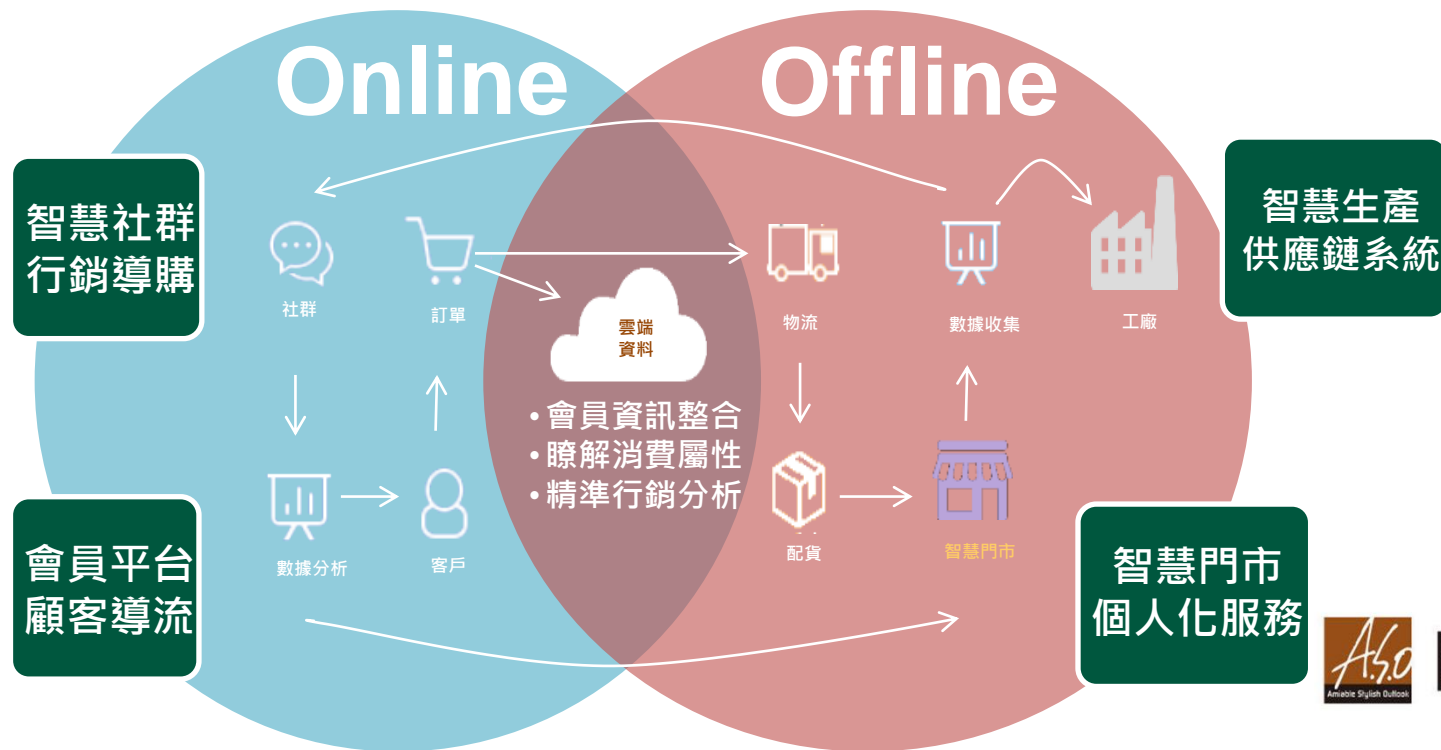 Online
Offline
智慧社群
行銷導購
智慧生產
供應鏈系統
社群
訂單
雲端
資料
物流
數據收集
工廠
•會員資訊整合
•瞭解消費屬性
•精準行銷分析
會員平台
顧客導流
數據分析
客戶
配貨
智慧門市
智慧門市
個人化服務
A.S.O
Amiable Stylish Outlook